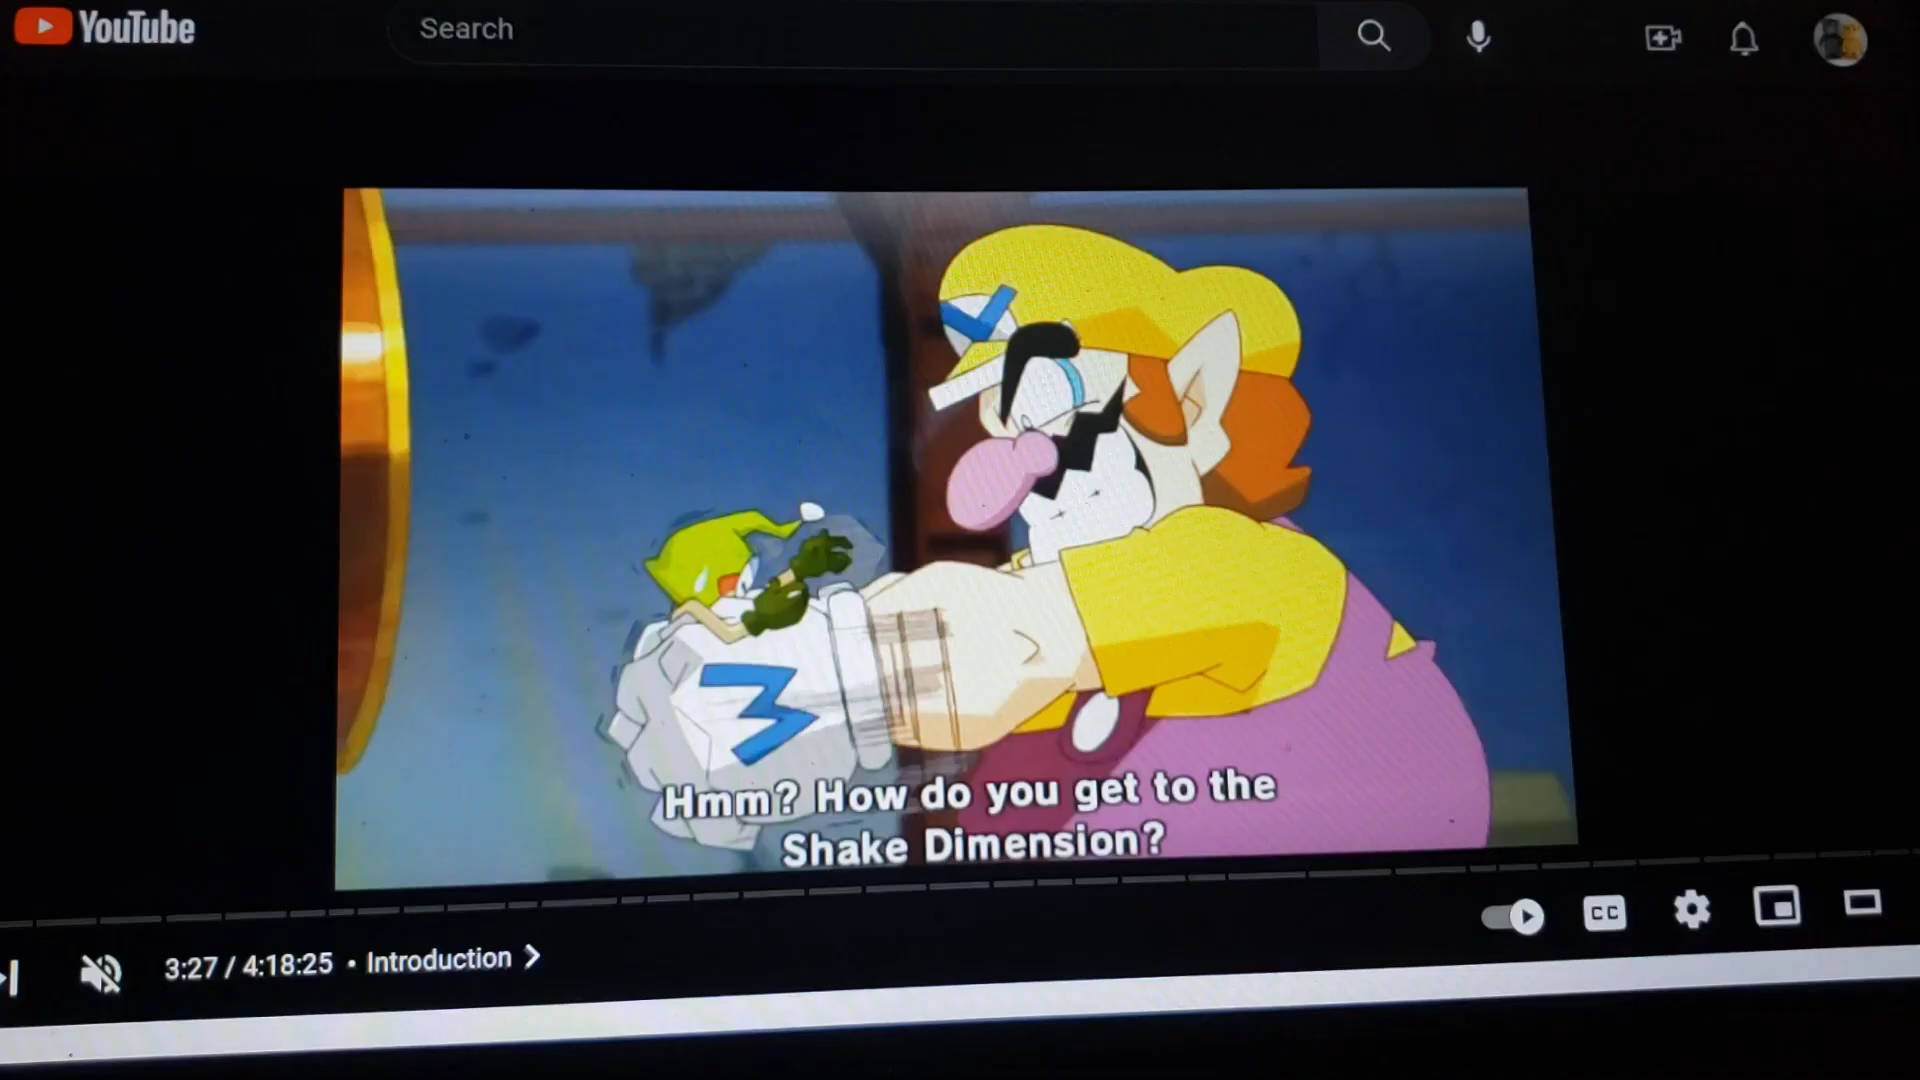 YouTube
Search
Hmm? How do you get to the
Shake Dimension?
3:27 / 4:18:25 • Introduction
CC